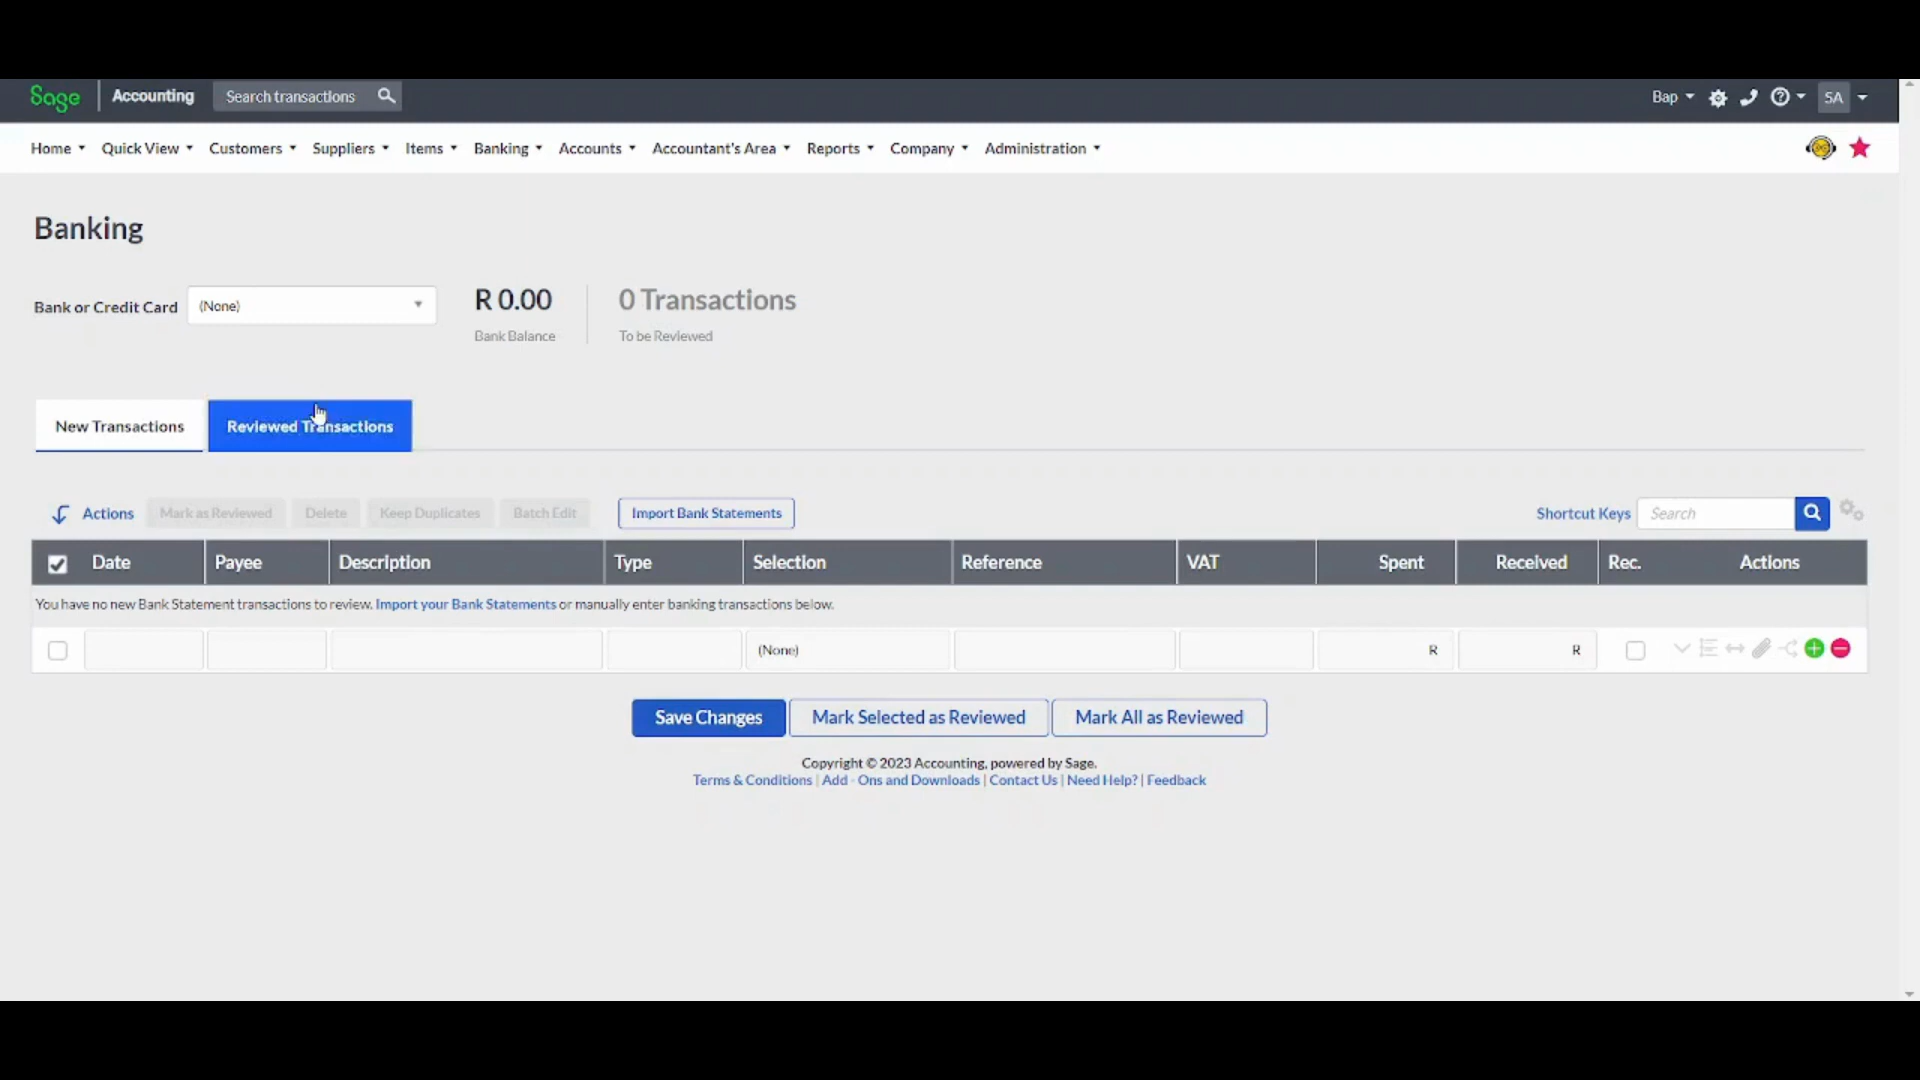 Sage Accounting Search transactions Bap SA
Home Quick View Customers Suppliers Items Banking Accounts Accountant's Area Reports Company Administration
Banking
Bank or Credit Card (None) R 0.00 0 Transactions
Bank Balance To be Reviewed
New Transactions Reviewed Transactions
Actions Mark as Reviewed Delete Keep Duplicates Batch Edit Import Bank Statements Shortcut Keys Search
Date Payee Description Type Selection Reference VAT Spent Received Rec. Actions
You have no new Bank Statement transactions to review. Import your Bank Statements or manually enter banking transactions below.
(None) R R
Save Changes Mark Selected as Reviewed Mark All as Reviewed
Copyright © 2023 Accounting, powered by Sage.
Terms & Conditions | Add - Ons and Downloads | Contact Us | Need Help? | Feedback